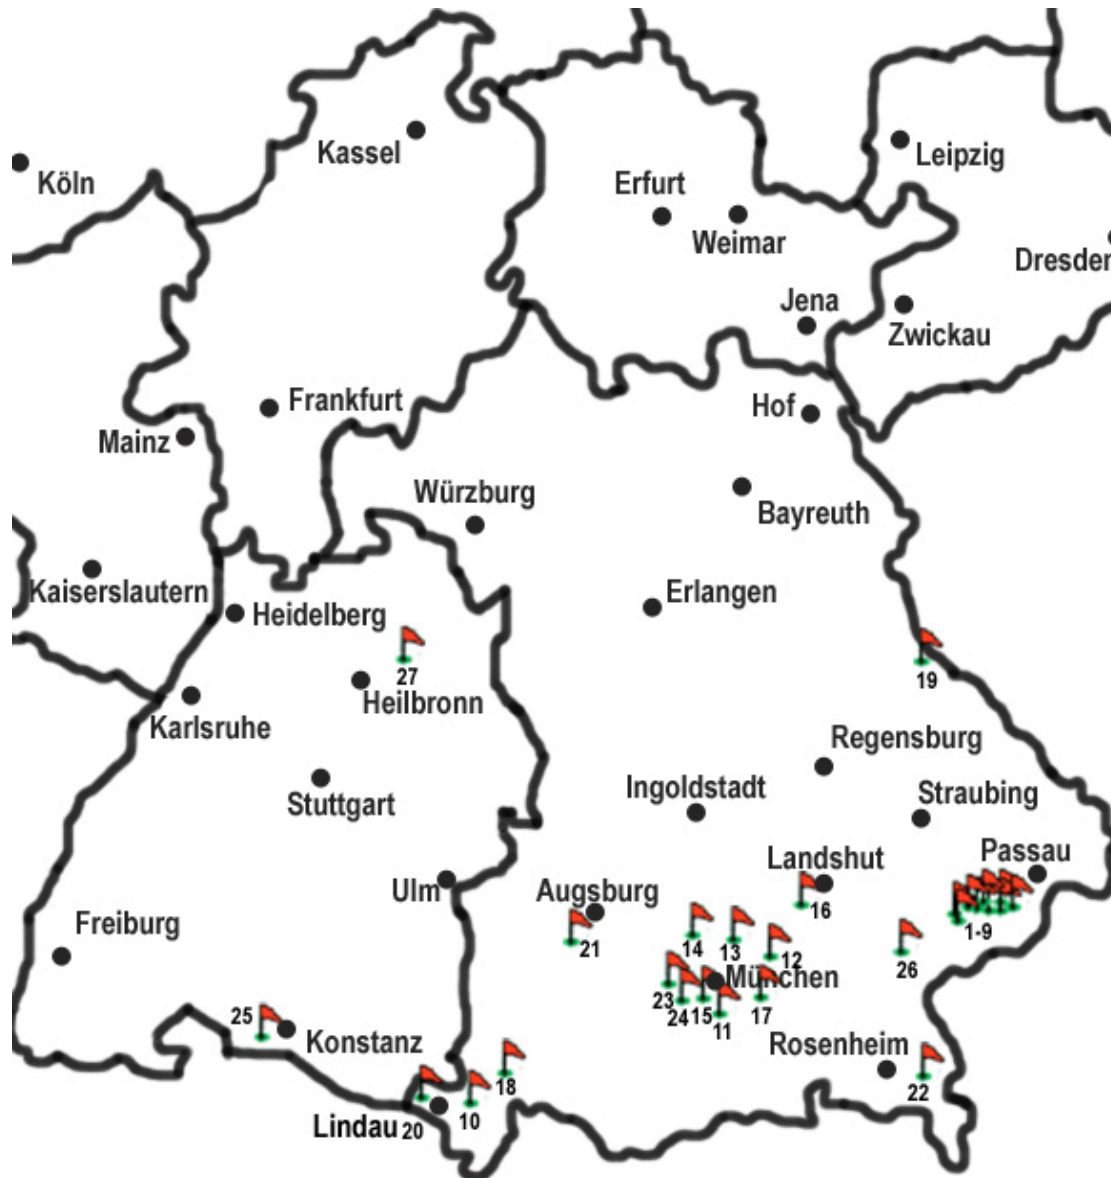 Kassel
Köln
Leipzig
Erfurt
Weimar
Dresden
Jena
Zwickau
Frankfurt
Hof
Mainz
Würzburg
Bayreuth
Kaiserslautern
Erlangen
Heidelberg
27
19
Heilbronn
Karlsruhe
Regensburg
Ingoldstadt
Straubing
Stuttgart
Passau
Landshut
Ulm
Augsburg
16
1-9
Freiburg
21
14
13
12
26
München
23
24
15
11
17
25
Konstanz
Rosenheim
18
22
Lindau
20
10